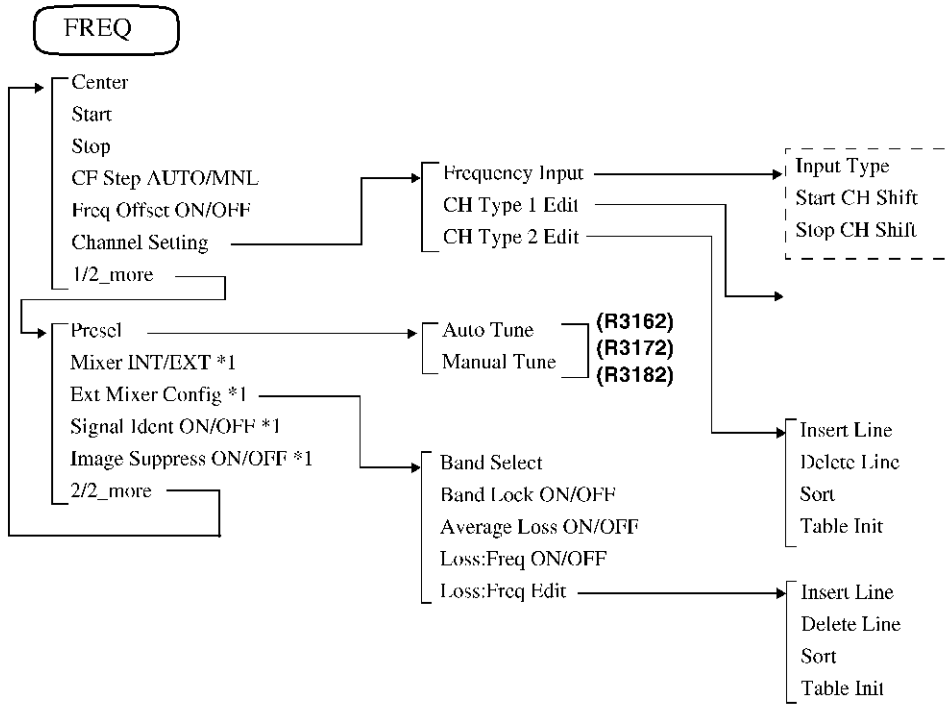 FREQ
Center
Start
Stop
CF Step AUTO/MNL
Freq Offset ON/OFF
Channel Setting
1/2_more
Frequency Input
CH Type 1 Edit
CH Type 2 Edit
Input Type
Start CH Shift
Stop CH Shift
Presel
Mixer INT/EXT *1
Ext Mixer Config *1
Signal Ident ON/OFF *1
Image Suppress ON/OFF *1
2/2_more
Auto Tune
Manual Tune
(R3162)
(R3172)
(R3182)
Band Select
Band Lock ON/OFF
Average Loss ON/OFF
Loss:Freq ON/OFF
Loss:Freq Edit
Insert Line
Delete Line
Sort
Table Init
Insert Line
Delete Line
Sort
Table Init